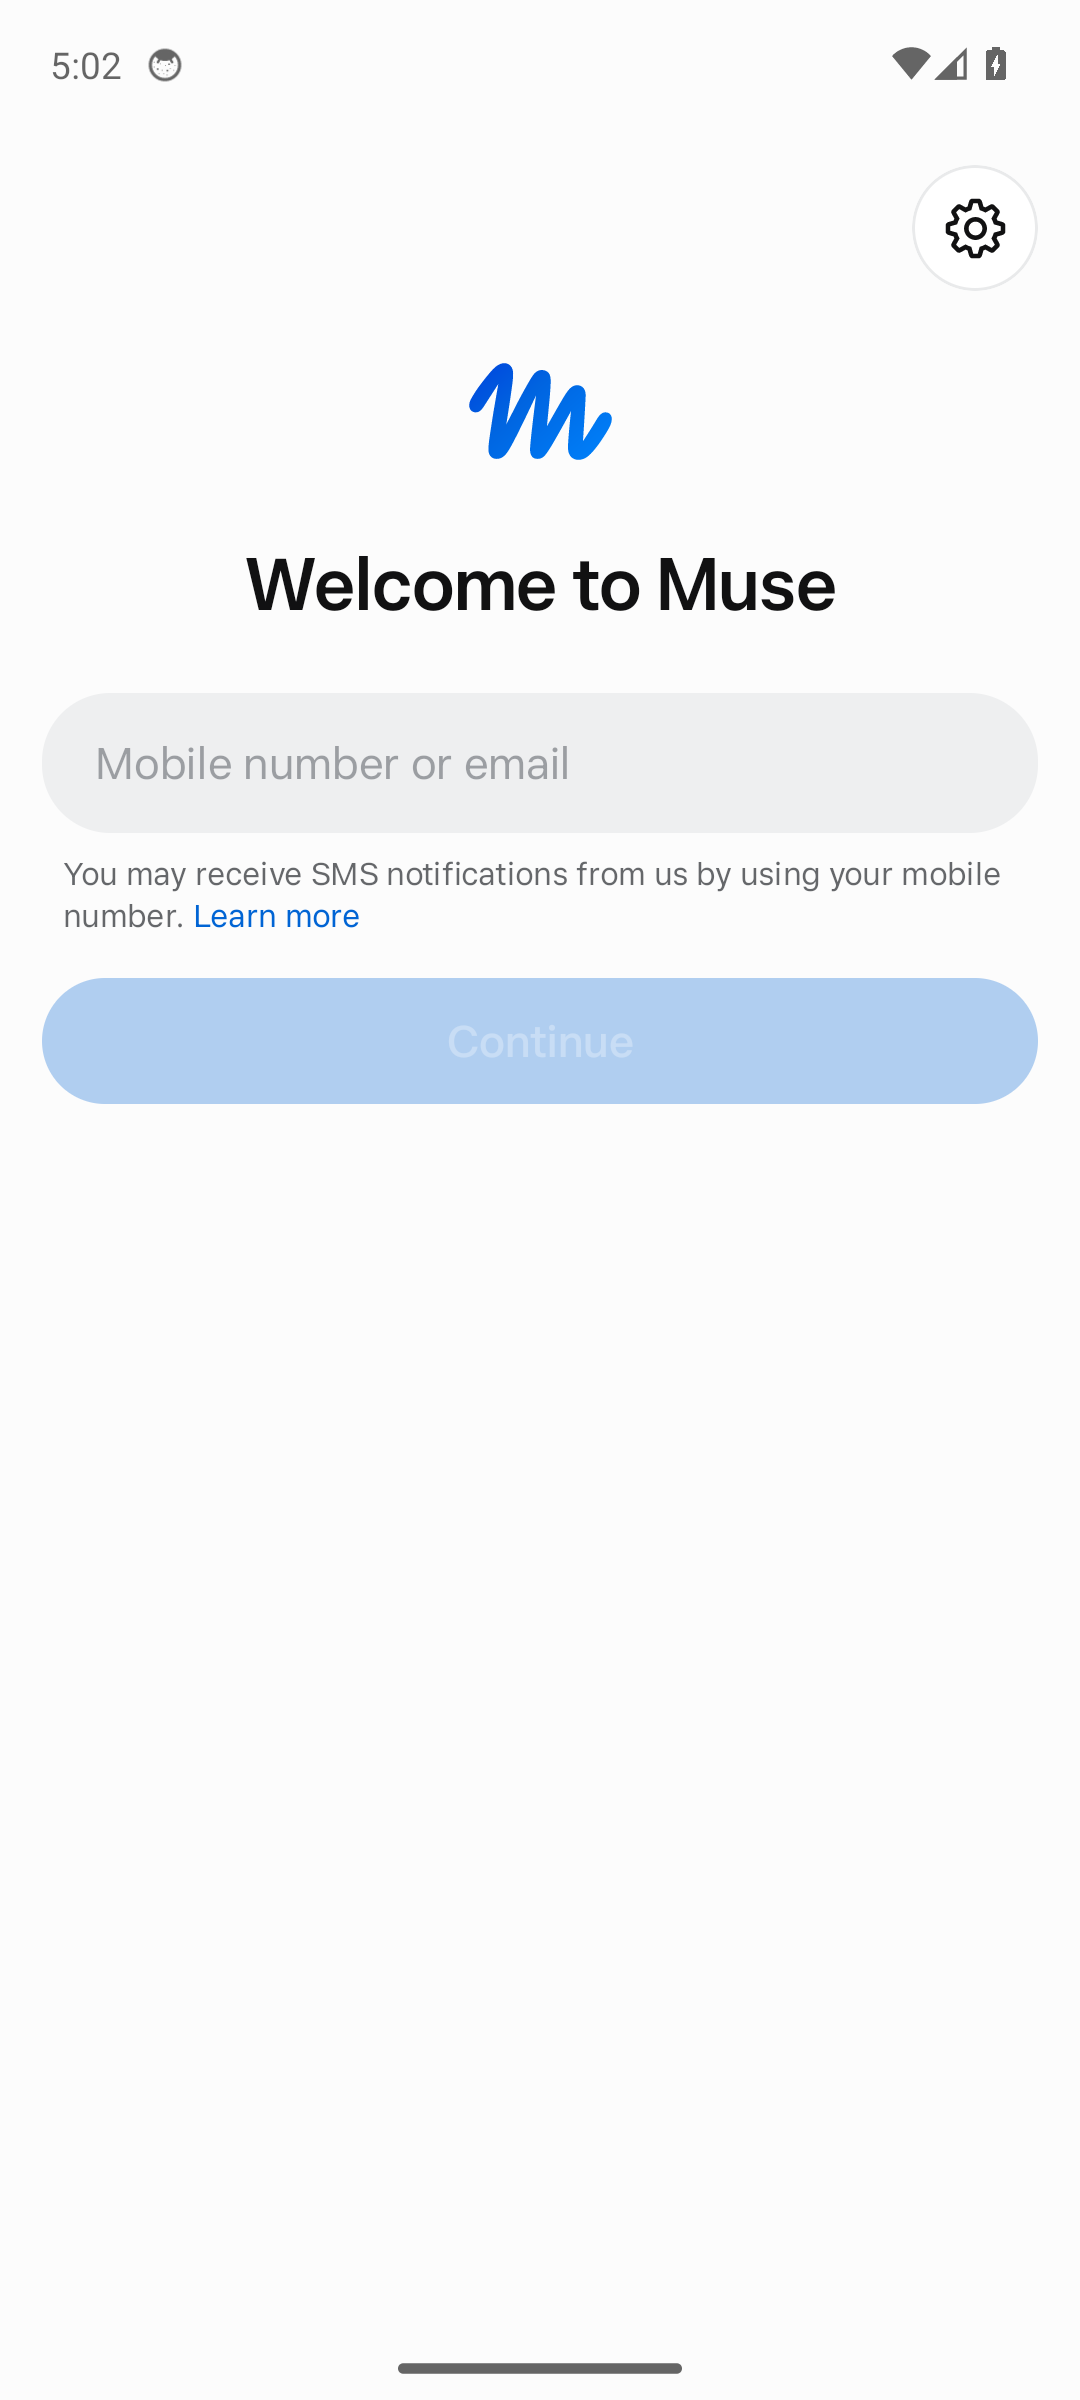 5:02
Welcome to Muse
Mobile number or email
You may receive SMS notifications from us by using your mobile
number. Learn more
Continue